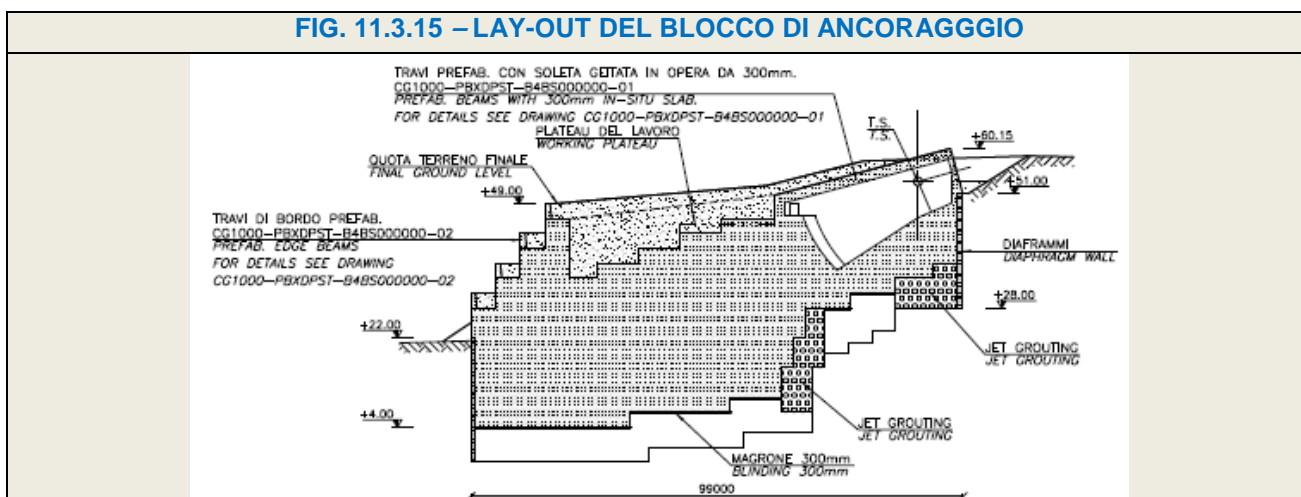 FIG. 11.3.15 – LAY-OUT DEL BLOCCO DI ANCORAGGGIO
TRAVI PREFAB. CON SOLETA GETTATA IN OPERA DA 300mm.
CG1000-PBXDPST-B4BS000000-01
PREFAB. BEAMS WITH 300mm IN-SITU SLAB.
FOR DETAILS SEE DRAWING CG1000-PBXDPST-B4BS000000-01
PLATEAU DEL LAVORO
WORKING PLATEAU
T.S.
T.S.
+60.15
QUOTA TERRENO FINALE
FINAL GROUND LEVEL
+49.00
+51.00
TRAVI DI BORDO PREFAB.
CG1000-PBXDPST-B4BS000000-02
PREFAB. EDGE BEAMS
FOR DETAILS SEE DRAWING
CG1000-PBXDPST-B4BS000000-02
DIAFRAMMI
DIAPHRAGM WALL
+28.00
+22.00
JET GROUTING
JET GROUTING
+4.00
JET GROUTING
JET GROUTING
MAGRONE 300mm
BLINDING 300mm
99000